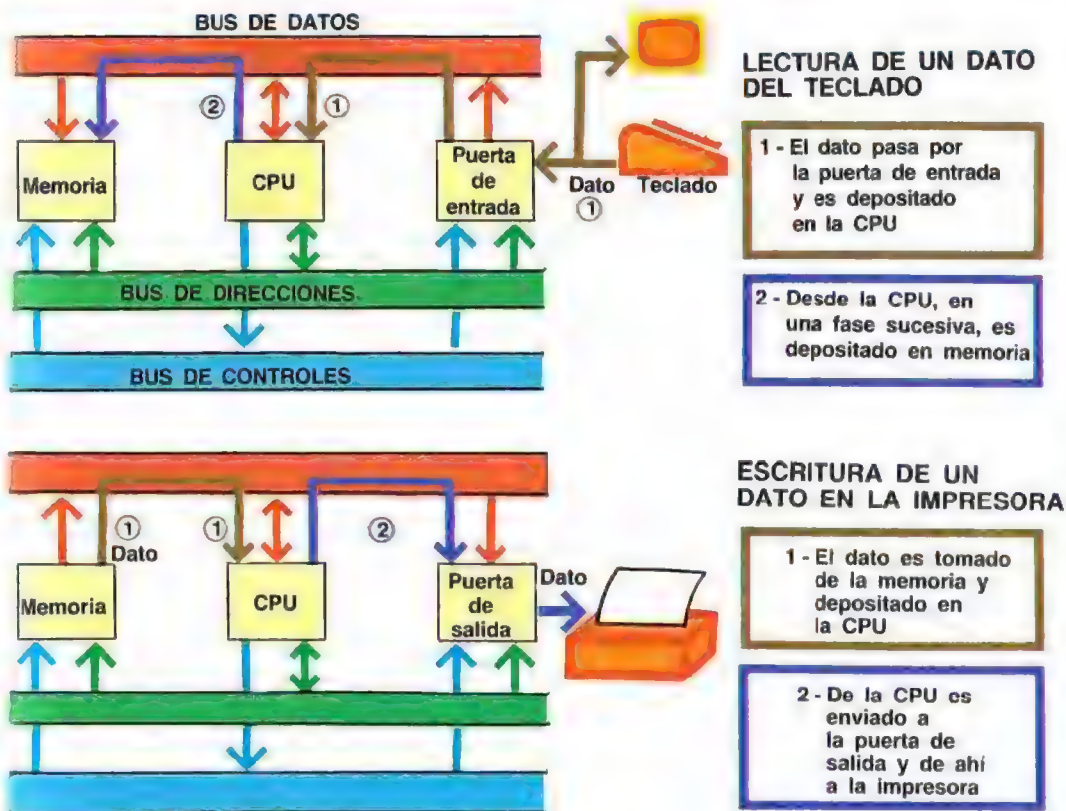 BUS DE DATOS
②
①
Memoria
CPU
Puerta
de
entrada
Dato
①
Teclado
BUS DE DIRECCIONES.
BUS DE CONTROLES
LECTURA DE UN DATO
DEL TECLADO
1 - El dato pasa por
la puerta de entrada
y es depositado
en la CPU
2 - Desde la CPU, en
una fase sucesiva, es
depositado en memoria
①
Dato
①
②
Memoria
CPU
Puerta
de
salida
Dato
ESCRITURA DE UN
DATO EN LA IMPRESORA
1 - El dato es tomado
de la memoria y
depositado en
la CPU
2 - De la CPU es
enviado a
la puerta de
salida y de ahí
a la impresora